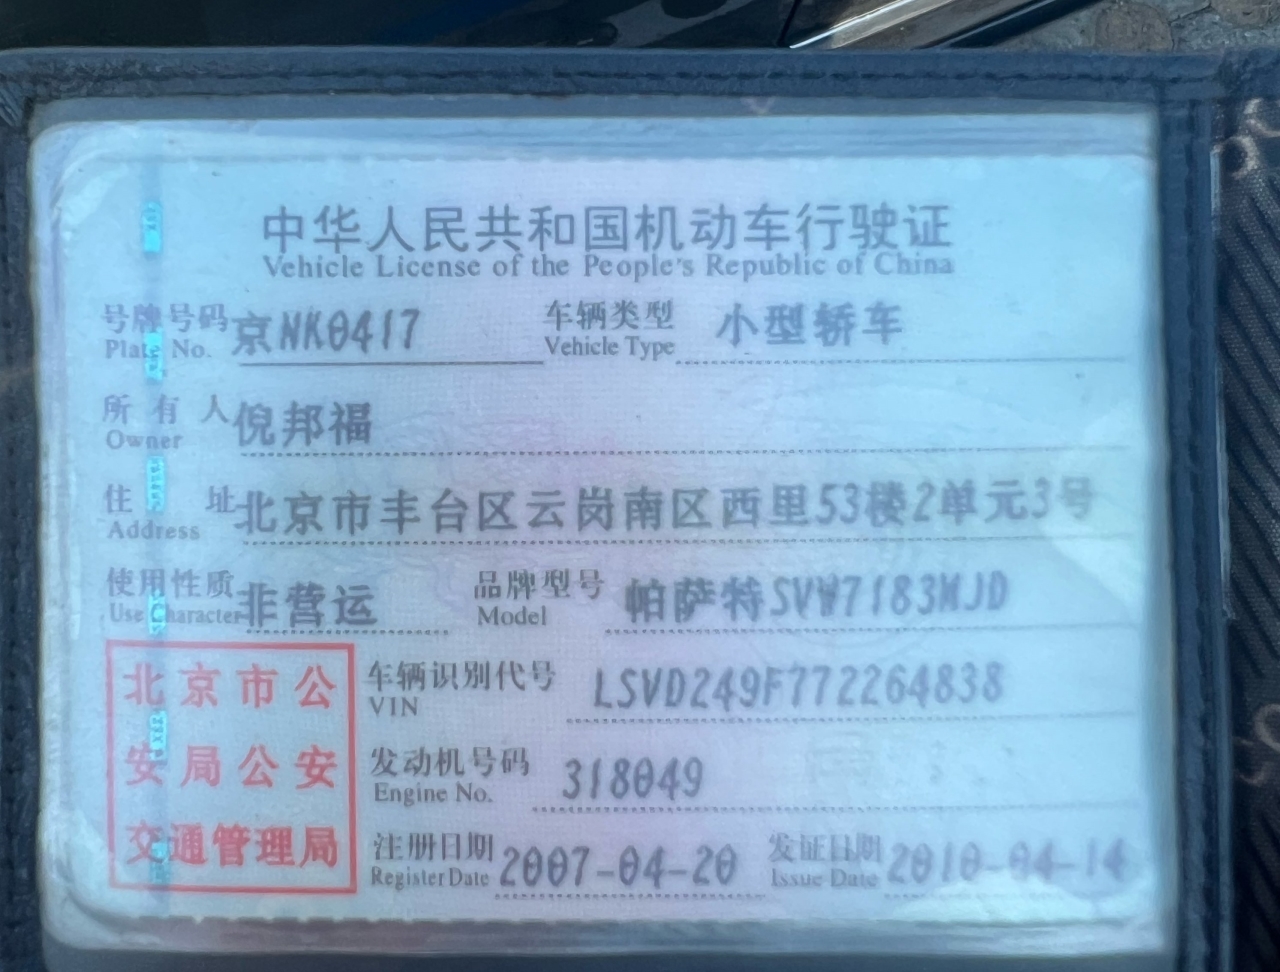 中华人民共和国机动车行驶证
Vehicle License of the People's Republic of China
号牌号码 京NK0417 车辆类型 小型轿车
Plate No. Vehicle Type
所有人 倪邦福
Owner
住址 北京市丰台区云岗南区西里53楼2单元3号
Address
使用性质 非营运 品牌型号 帕萨特SVW7183MJD
Use Character Model
车辆识别代号 LSVD249F772264838
VIN
发动机号码 318049
Engine No.
注册日期 2007-04-20 发证日期 2010-04-14
Register Date Issue Date
北京市公
安局公安
交通管理局